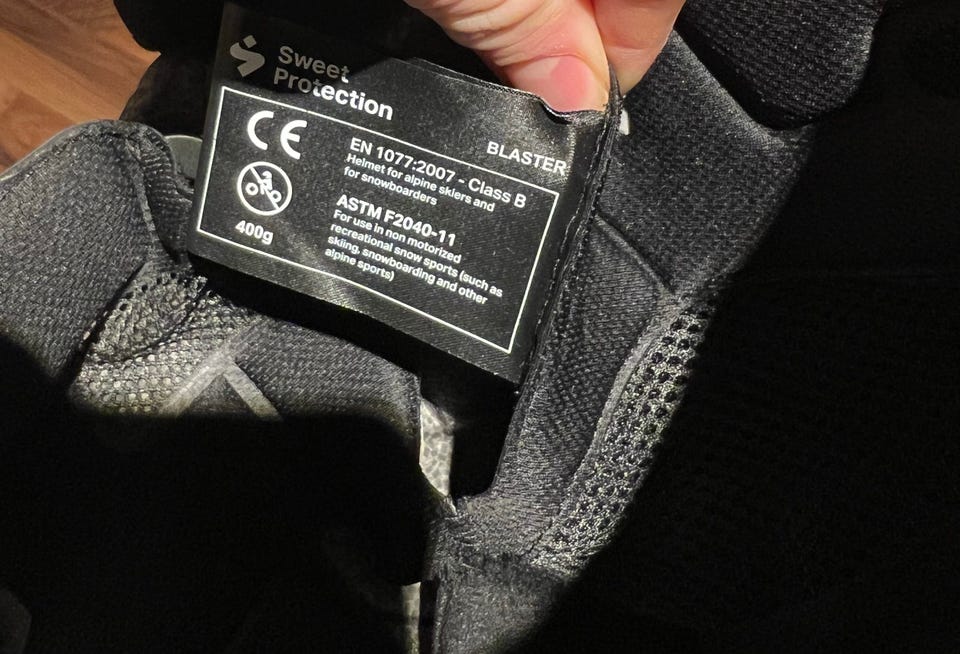 Sweet
Protection
BLASTER
CE
400g
EN 1077:2007 - Class B
Helmet for alpine skiers and
for snowboarders
ASTM F2040-11
For use in non motorized
recreational snow sports (such as
skiing, snowboarding and other
alpine sports)